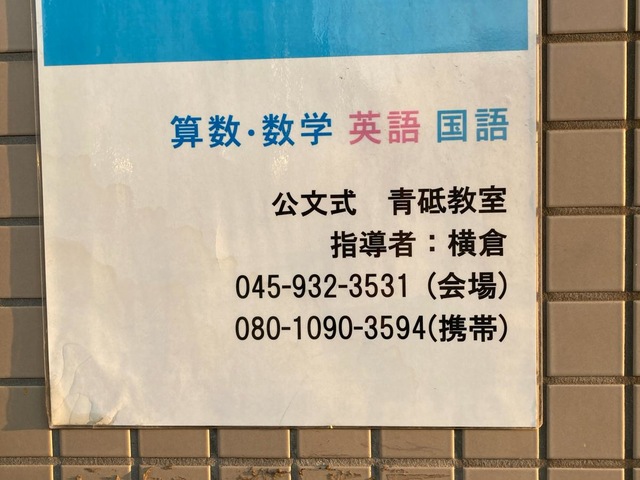 算数・数学 英語 国語
公文式 青砥教室
指導者：横倉
045-932-3531 (会場)
080-1090-3594(携帯)